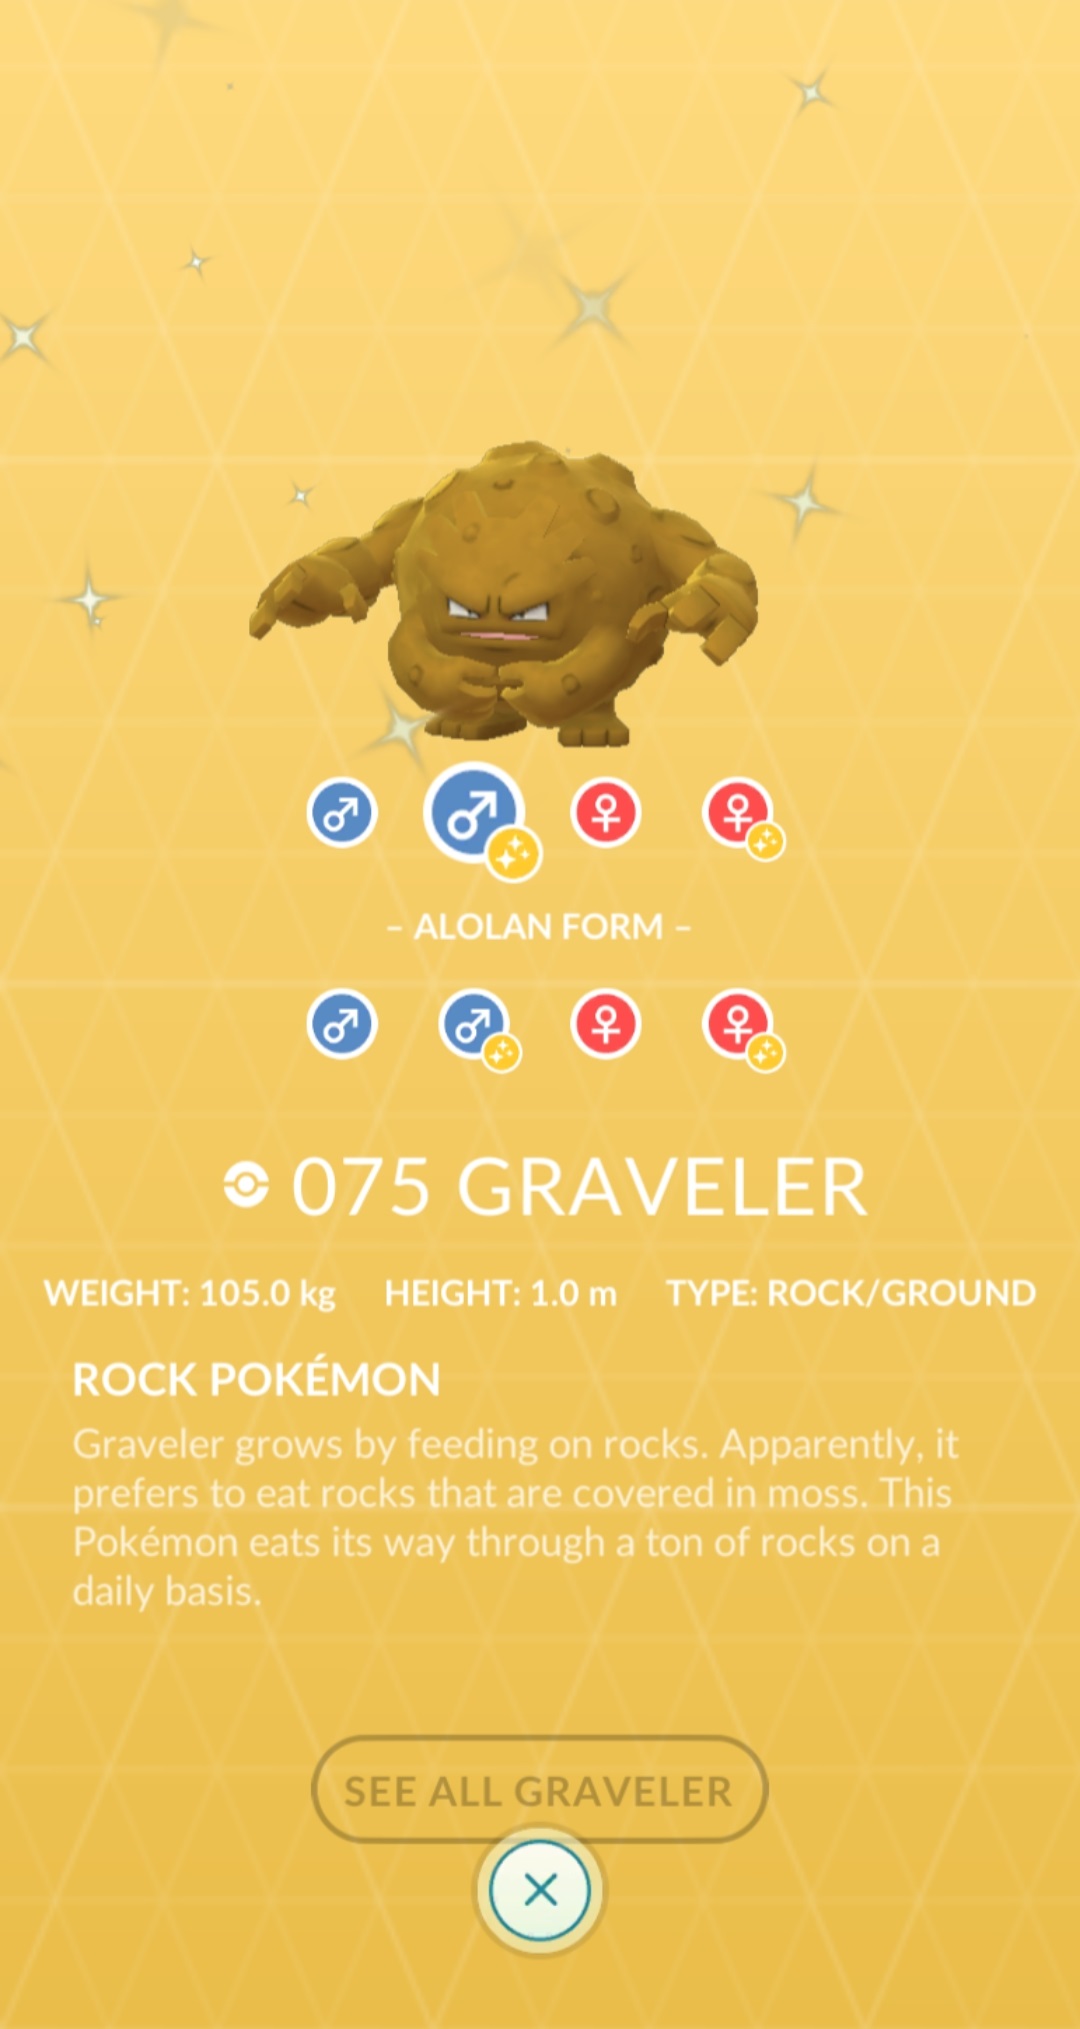 – ALOLAN FORM –
075 GRAVELER
WEIGHT: 105.0 kg HEIGHT: 1.0 m TYPE: ROCK/GROUND
ROCK POKÉMON
Graveler grows by feeding on rocks. Apparently, it
prefers to eat rocks that are covered in moss. This
Pokémon eats its way through a ton of rocks on a
daily basis.
SEE ALL GRAVELER